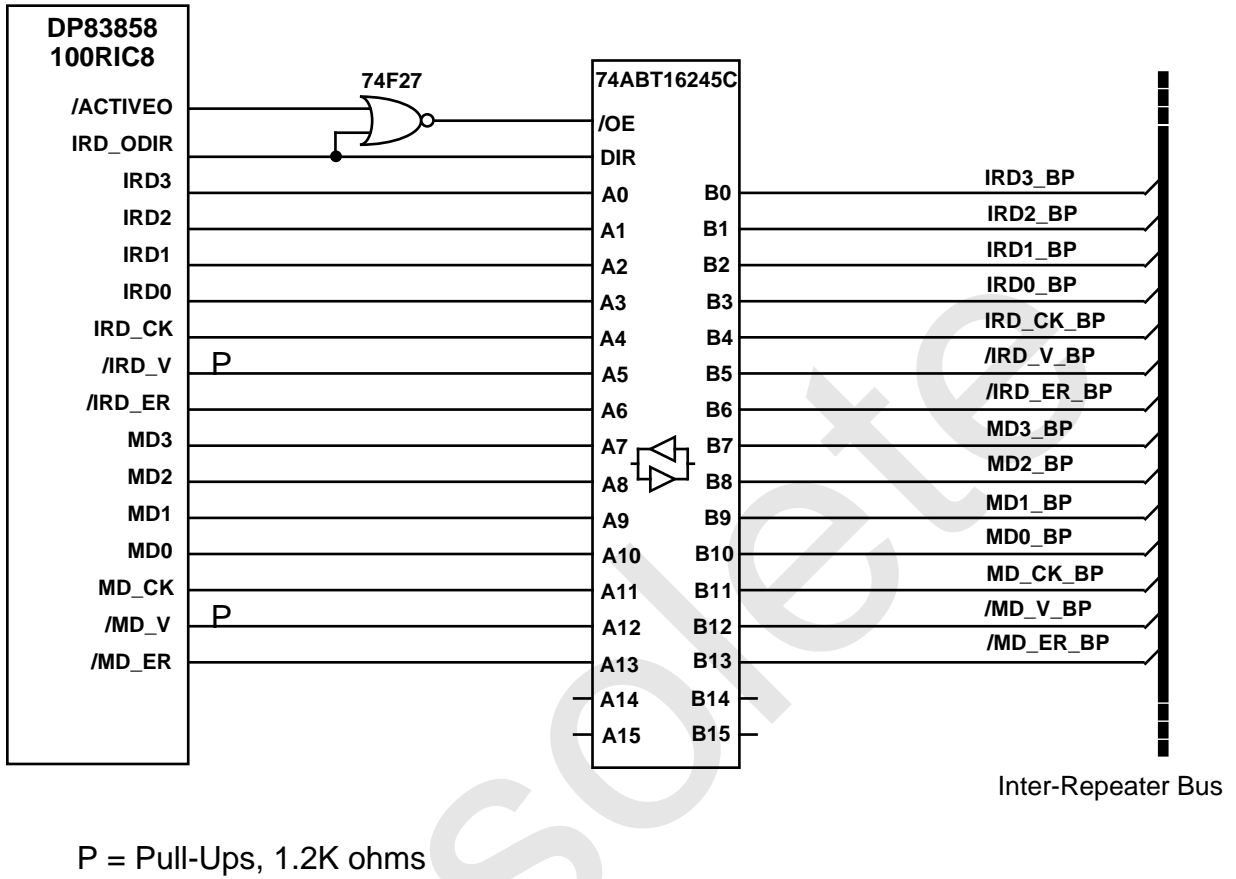 DP83858
100RIC8
74F27
74ABT16245C
/ACTIVEO
/OE
IRD_ODIR
DIR
IRD3
A0
B0
IRD3_BP
IRD2
A1
B1
IRD2_BP
IRD1
A2
B2
IRD1_BP
IRD0
A3
B3
IRD0_BP
IRD_CK
A4
B4
IRD_CK_BP
/IRD_V
P
A5
B5
/IRD_V_BP
/IRD_ER
A6
B6
/IRD_ER_BP
MD3
A7
B7
MD3_BP
MD2
A8
B8
MD2_BP
MD1
A9
B9
MD1_BP
MD0
A10
B10
MD0_BP
MD_CK
A11
B11
MD_CK_BP
/MD_V
P
A12
B12
/MD_V_BP
/MD_ER
A13
B13
/MD_ER_BP
A14
B14
A15
B15
Inter-Repeater Bus
P = Pull-Ups, 1.2K ohms
solete